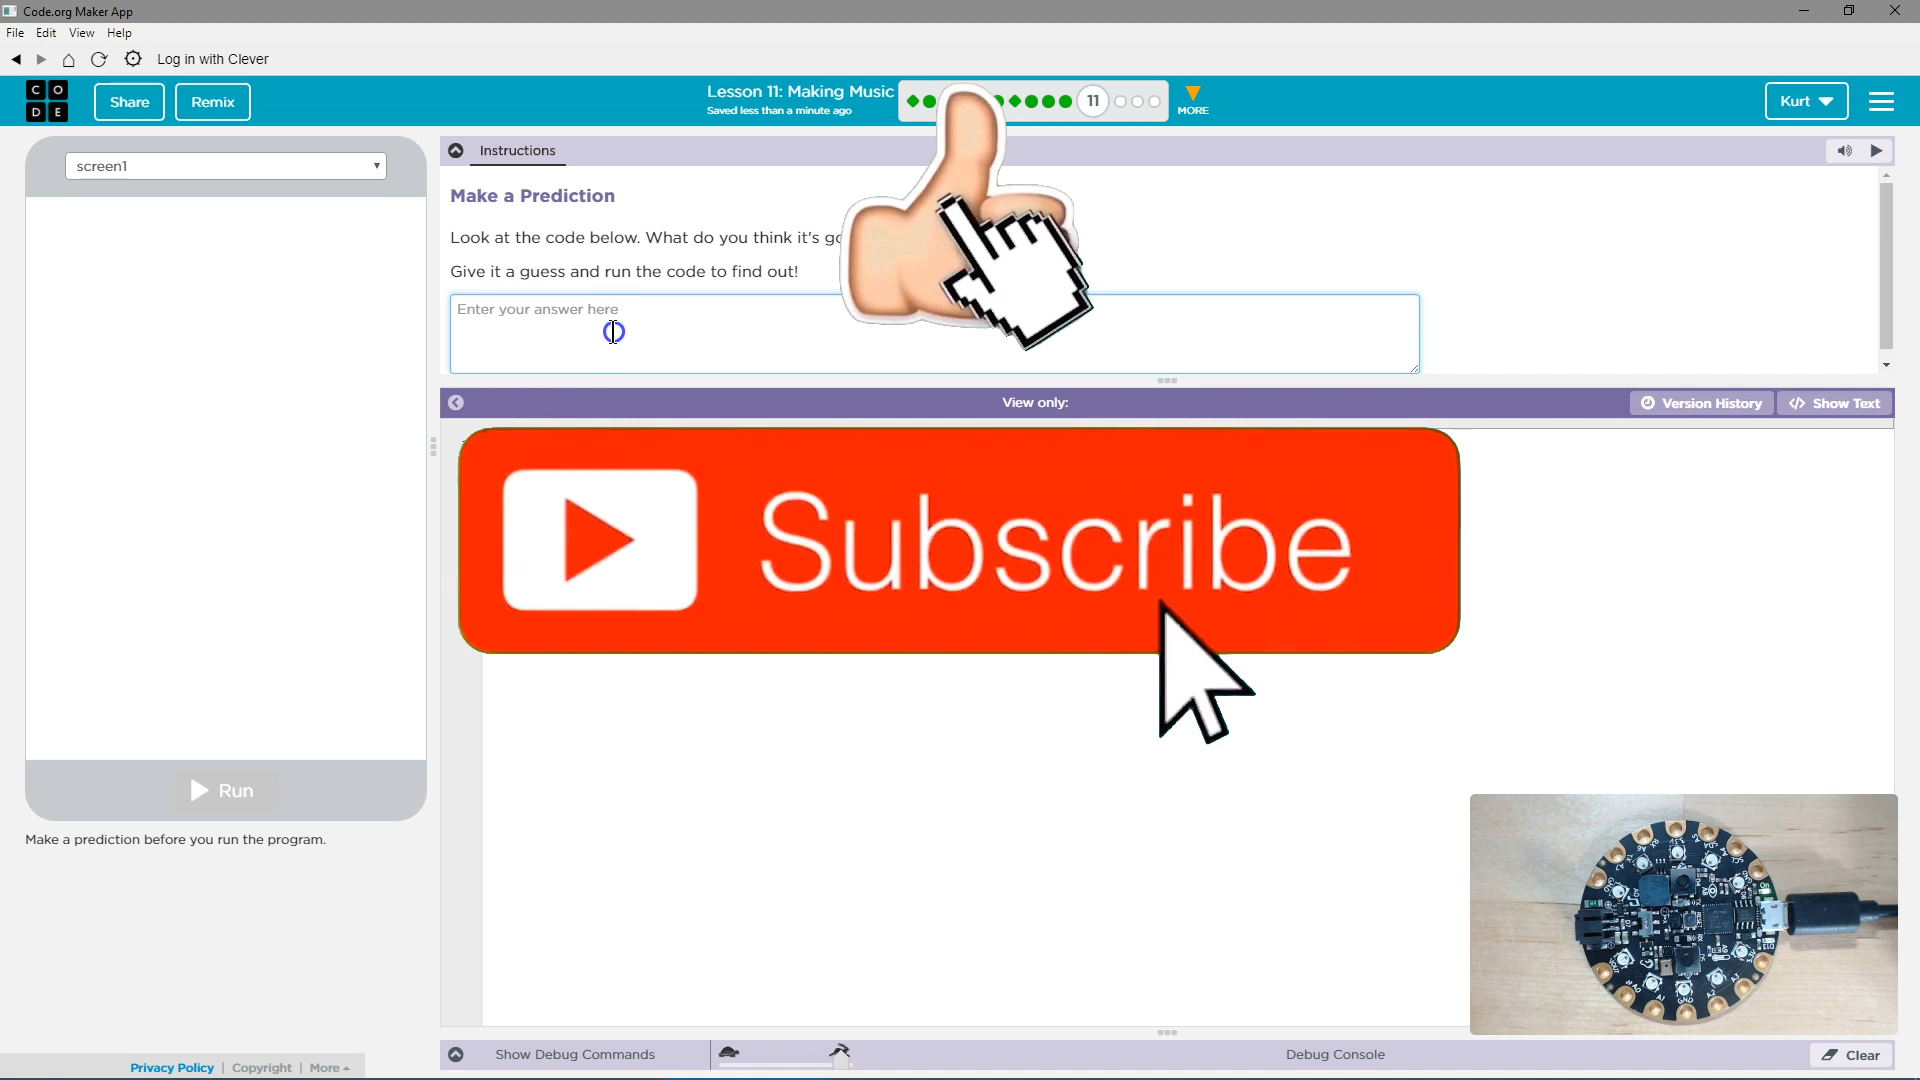 Code.org Maker App
File Edit View Help
Log in with Clever
CODE
Share
Remix
Lesson 11: Making Music
Saved less than a minute ago
11
MORE
Kurt
screen1
Instructions
Make a Prediction
Look at the code below. What do you think it's go
Give it a guess and run the code to find out!
Enter your answer here
View only:
Version History
Show Text
Subscribe
Run
Make a prediction before you run the program.
Show Debug Commands
Debug Console
Clear
Privacy Policy | Copyright | More